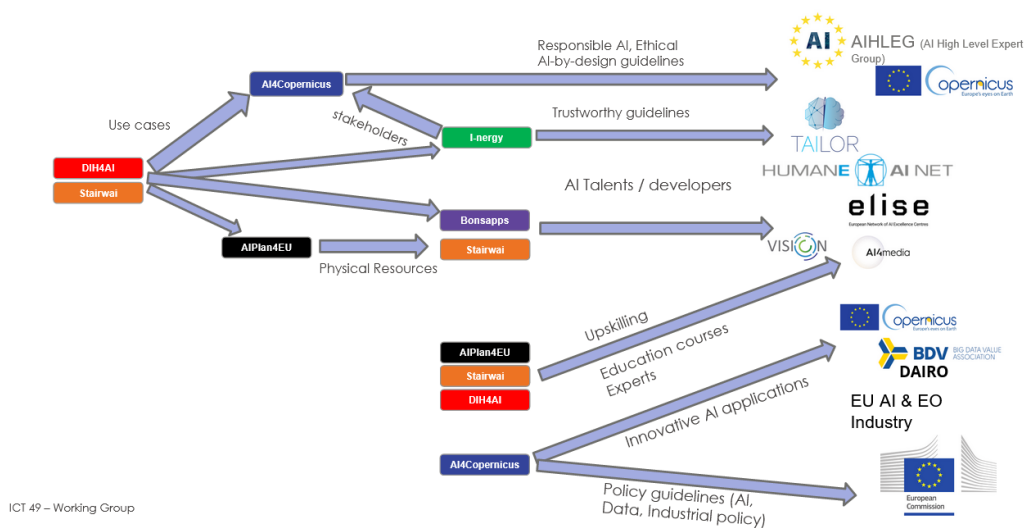 Responsible AI, Ethical
AI-by-design guidelines
AI
AIHLEG (AI High Level Expert
Group)
opernicus
Europe's eyes on Earth
AI4Copernicus
Use cases
stakeholders
I-nergy
Trustworthy guidelines
TAILOR
DIH4AI
Stairwai
HUMANE AI NET
AI Talents / developers
elise
European Network of AI Excellence Centres
Bonsapps
Stairwai
AIPlan4EU
Physical Resources
VISION
AI4media
Upskilling
Education courses
Experts
AIPlan4EU
Stairwai
DIH4AI
opernicus
Europe's eyes on Earth
BDV BIG DATA VALUE
ASSOCIATION
DAIRO
Innovative AI applications
EU AI & EO
Industry
AI4Copernicus
Policy guidelines (AI,
Data, Industrial policy)
European
Commission
ICT 49 – Working Group